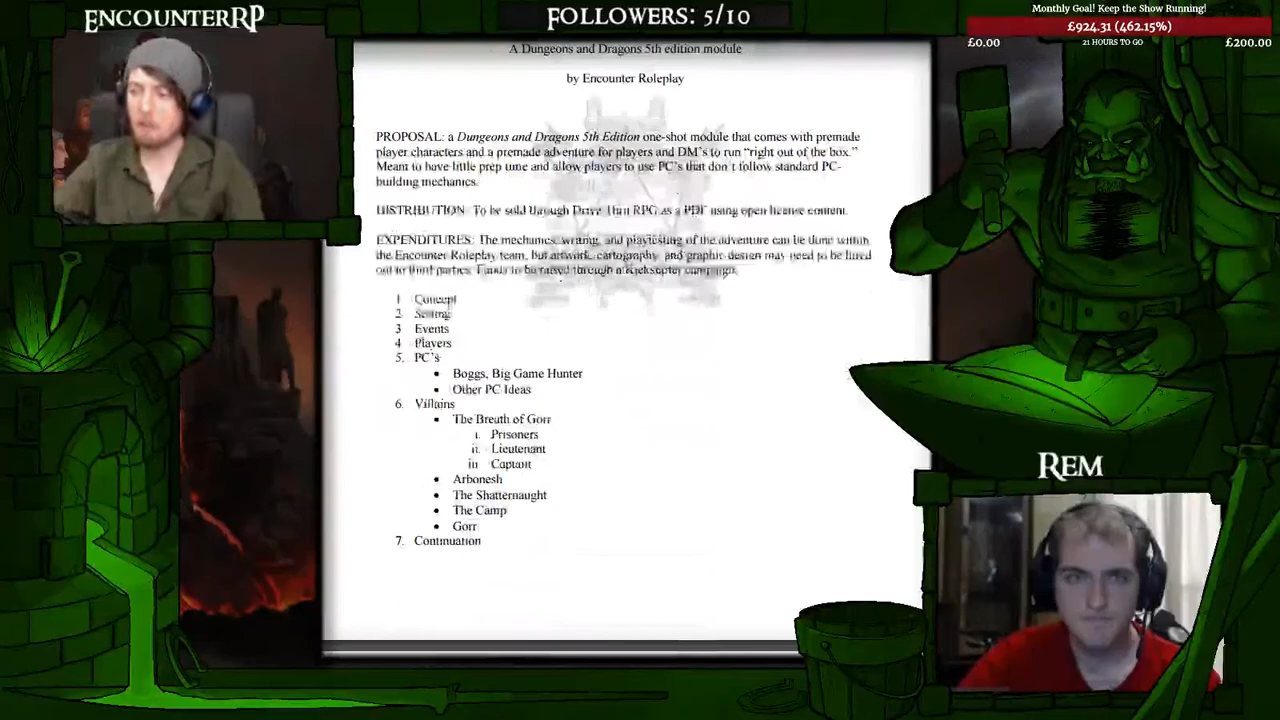 ENCOUNTERRP
FOLLOWERS: 5/10
Monthly Goal! Keep the Show Running!
£924.31 (462.15%)
£0.00
21 HOURS TO GO
£200.00
A Dungeons and Dragons 5th edition module
by Encounter Roleplay
PROPOSAL: a Dungeons and Dragons 5th Edition one-shot module that comes with premade
player characters and a premade adventure for players and DM's to run “right out of the box.”
Meant to have little prep time and allow players to use PC's that don't follow standard PC-
building mechanics.
DISTRIBUTION: To be sold through Drive Thru RPG as a PDF using open license content.
EXPENDITURES: The mechanics, writing, and playtesting of the adventure can be done within
the Encounter Roleplay team, but artwork, cartography, and graphic design may need to be hired
out to third parties. Funds to be raised through a kickstarter campaign.
1 Concept
2. Setting
3 Events
4 Players
5. PC's
• Boggs, Big Game Hunter
• Other PC Ideas
6. Villains
• The Breath of Gorr
i. Prisoners
ii. Lieutenant
iii Captain
• Arbonesh
• The Shatternaught
• The Camp
• Gorr
7. Continuation
REM